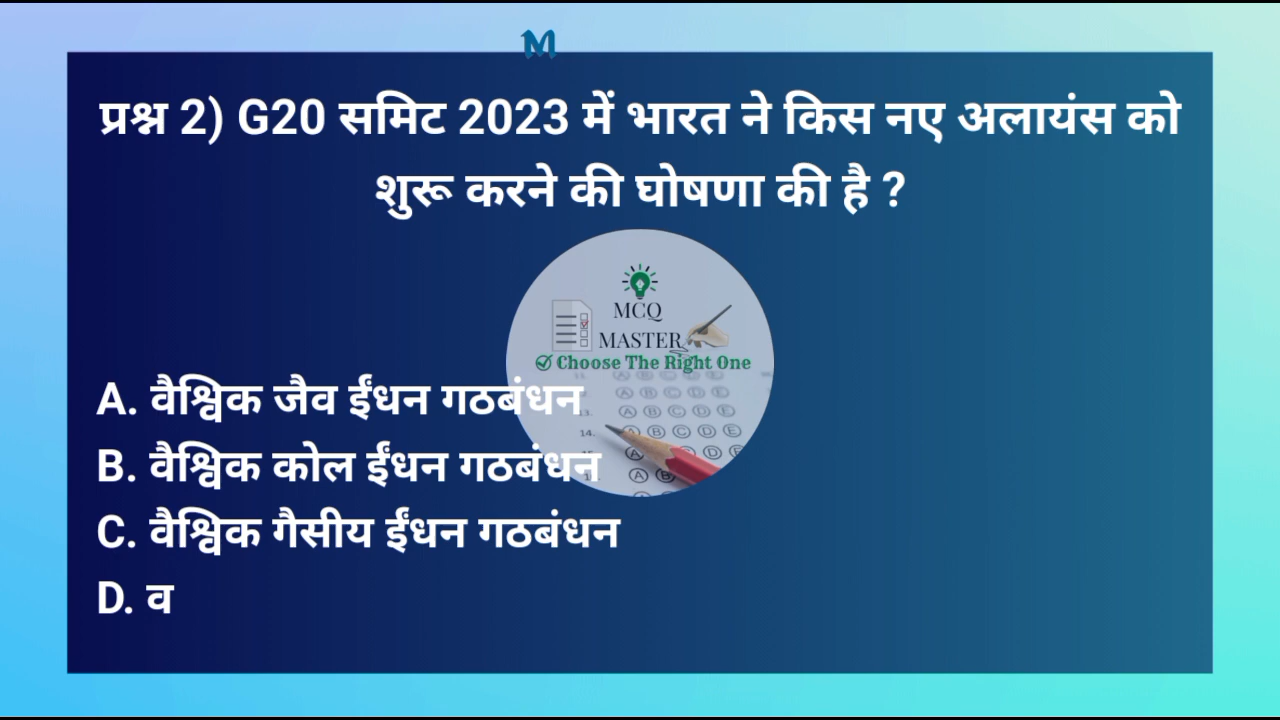 M
प्रश्न 2) G20 समिट 2023 में भारत ने किस नए अलायंस को
शुरू करने की घोषणा की है ?
MCQ
MASTER
Choose The Right One
A. वैश्विक जैव ईंधन गठबंधन
B. वैश्विक कोल ईंधन गठबंधन
14.
C. वैश्विक गैसीय ईंधन गठबंधन
D. व